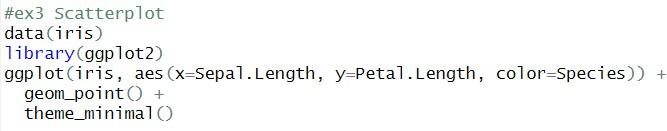 #ex3 Scatterplot
data(iris)
library(ggplot2)
ggplot(iris, aes(x=Sepal.Length, y=Petal.Length, color=Species)) +
  geom_point() +
  theme_minimal()